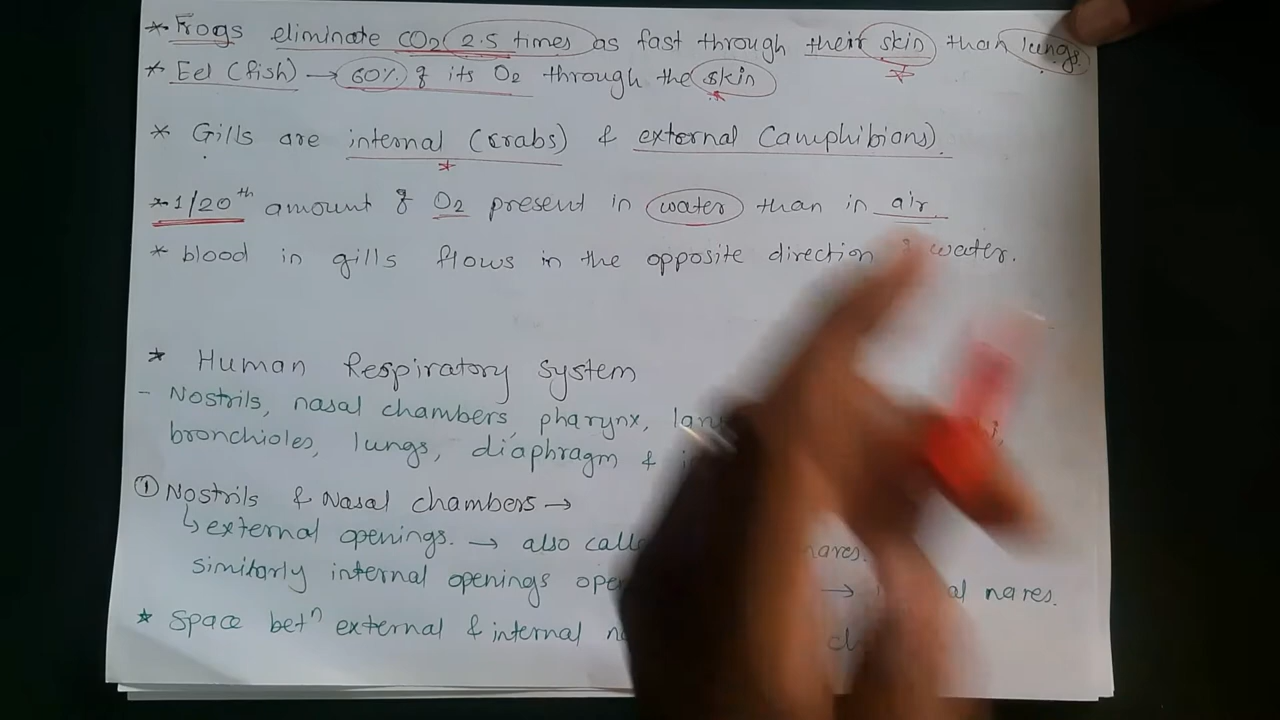 * Frogs eliminate CO2 2.5 times as fast through their skin than lungs
* Eel (fish) → 60% of its O2 through the skin
* Gills are internal (crabs) & external (amphibians).
* 1/20th amount of O2 present in water than in air
* blood in gills flows in the opposite direction water.
* Human Respiratory System
- Nostrils, nasal chambers, pharynx,
bronchioles, lungs, diaphragm &
① Nostrils & Nasal chambers →
↳ external openings. → also nares.
similarly internal openings → nares.
* Space betn external & internal